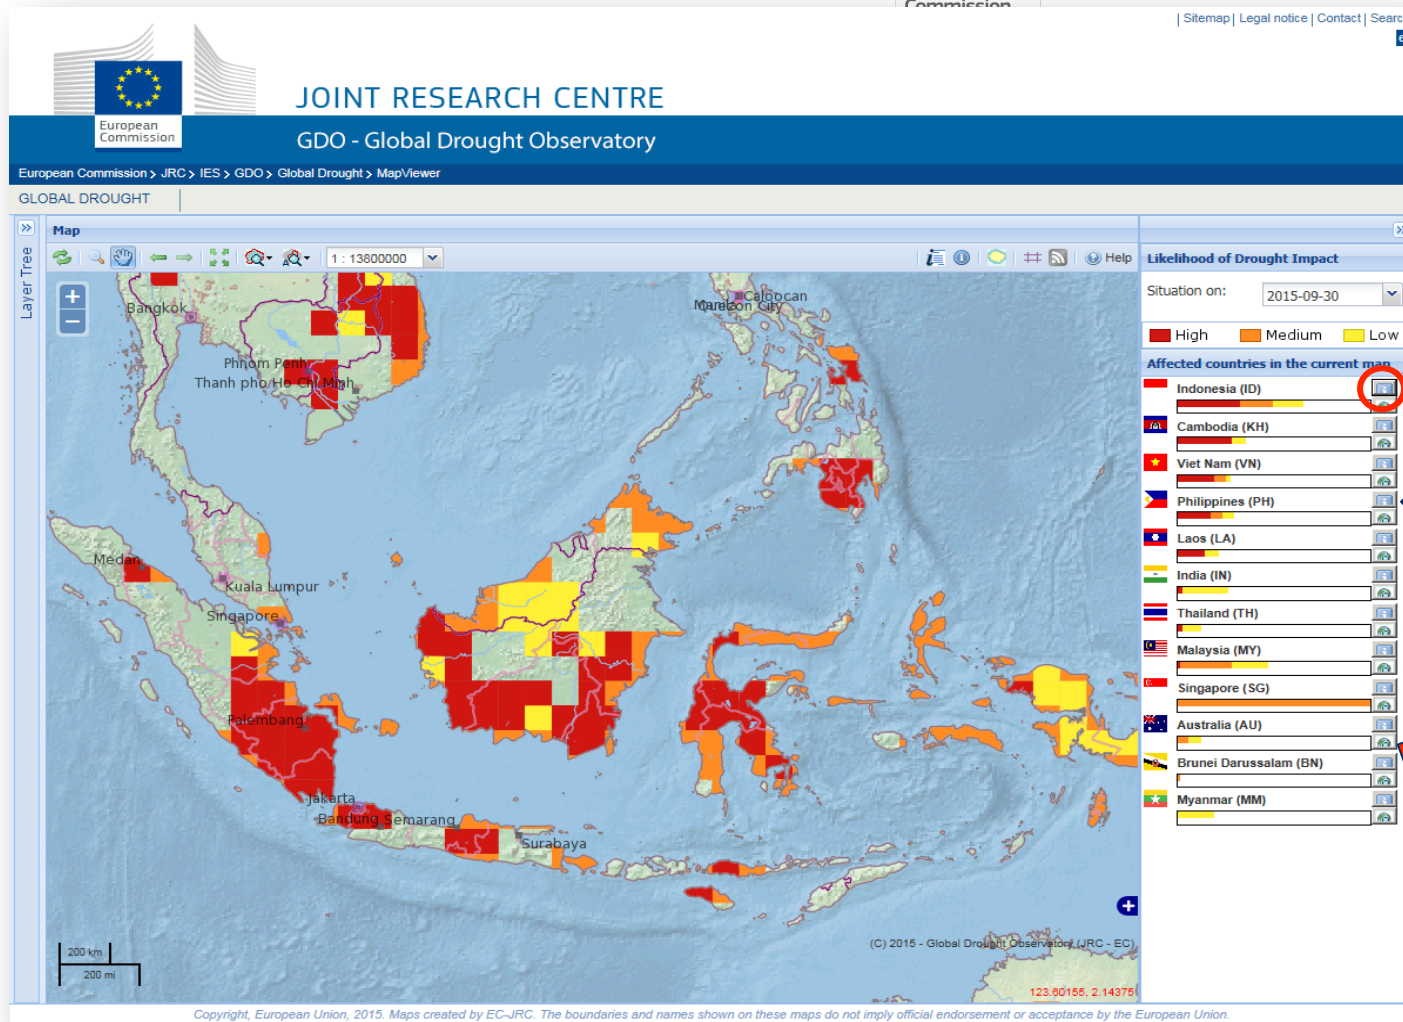 Commission
| Sitemap | Legal notice | Contact | Searc
European
Commission
JOINT RESEARCH CENTRE
GDO - Global Drought Observatory
European Commission > JRC > IES > GDO > Global Drought > MapViewer
GLOBAL DROUGHT
Layer Tree
Map
1 : 13800000
Help
Likelihood of Drought Impact
Situation on:
2015-09-30
High
Medium
Low
Affected countries in the current map
Indonesia (ID)
Cambodia (KH)
Viet Nam (VN)
Philippines (PH)
Laos (LA)
India (IN)
Thailand (TH)
Malaysia (MY)
Singapore (SG)
Australia (AU)
Brunei Darussalam (BN)
Myanmar (MM)
Bangkok
Caloocan
City
Phnom Penh
Thanh pho Ho Chi Minh
Medan
Kuala Lumpur
Singapore
Palembang
Jakarta
Bandung
Semarang
Surabaya
200 km
200 mi
(C) 2015 - Global Drought Observatory (JRC - EC)
123.60155, 2.14375
Copyright, European Union, 2015. Maps created by EC-JRC. The boundaries and names shown on these maps do not imply official endorsement or acceptance by the European Union.